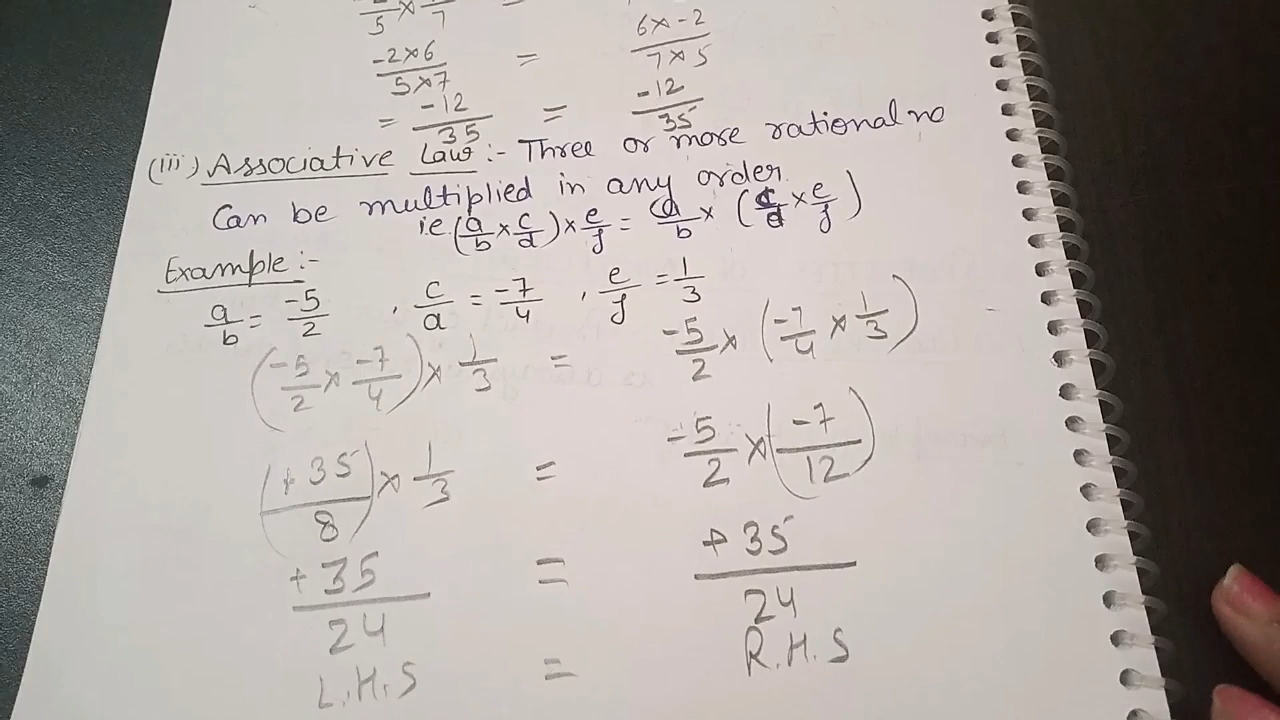 5 × 7 =
-2×6/5×7 = 6×-2/7×5
= -12/35 = -12/35
(iii) Associative Law :- Three or more rational no
Can be multiplied in any order.
i.e. (a/b × c/d) × e/f = a/b × (c/d × e/f)
Example :-
a/b = -5/2 , c/d = -7/4 , e/f = 1/3
(-5/2 × -7/4) × 1/3 = -5/2 × (-7/4 × 1/3)
(+35/8) × 1/3 = -5/2 × (-7/12)
+35/24 = +35/24
L.H.S = R.H.S